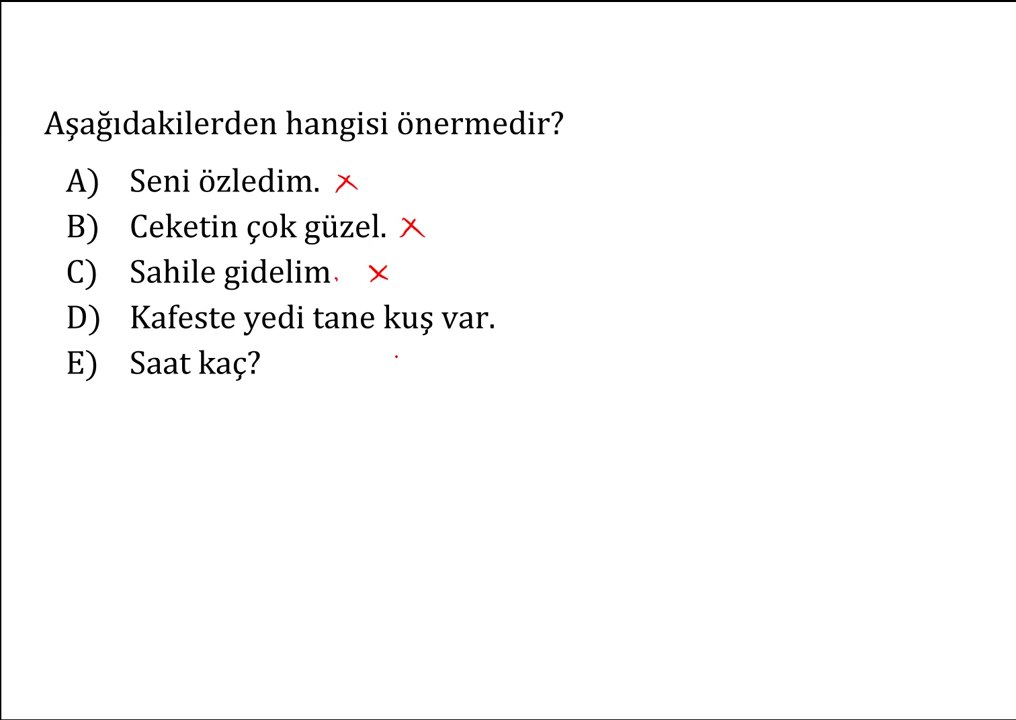 Aşağıdakilerden hangisi önermedir?
A) Seni özledim.
B) Ceketin çok güzel.
C) Sahile gidelim.
D) Kafeste yedi tane kuş var.
E) Saat kaç?